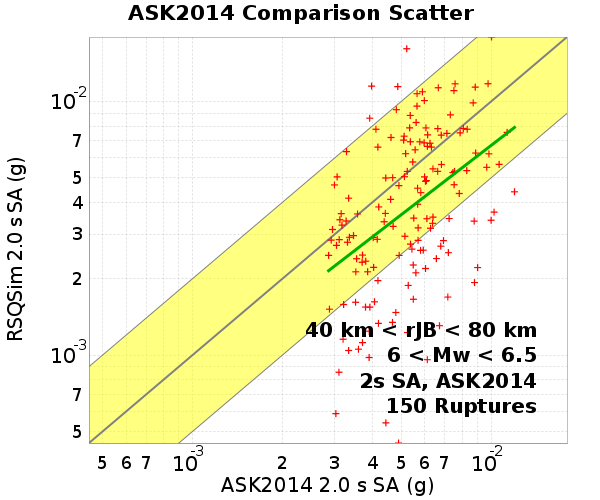 ASK2014 Comparison Scatter
10-2
7
5
4
3
2
10-3
7
5
RSQSim 2.0 s SA (g)
40 km < rJB < 80 km
6 < Mw < 6.5
2s SA, ASK2014
150 Ruptures
5 6 7 10-3 2 3 4 5 6 7 10-2
ASK2014 2.0 s SA (g)